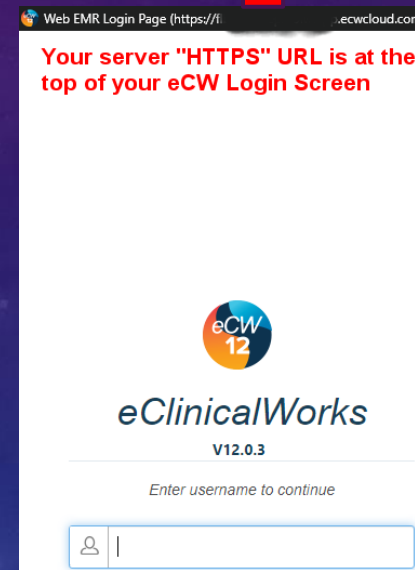 Web EMR Login Page (https://fl .ecwcloud.com
Your server "HTTPS" URL is at the
top of your eCW Login Screen
eCW
12
eClinicalWorks
V12.0.3
Enter username to continue